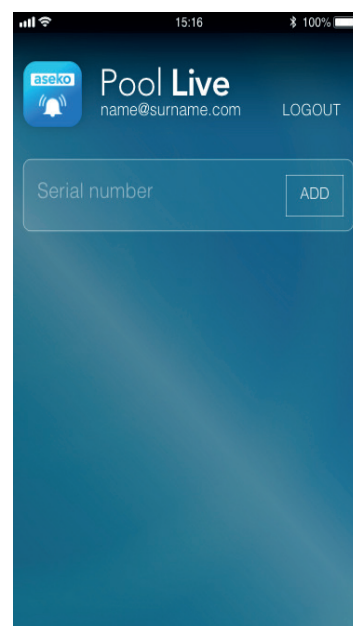 15:16 100%
aseko
Pool Live
name@surname.com LOGOUT
Serial number ADD